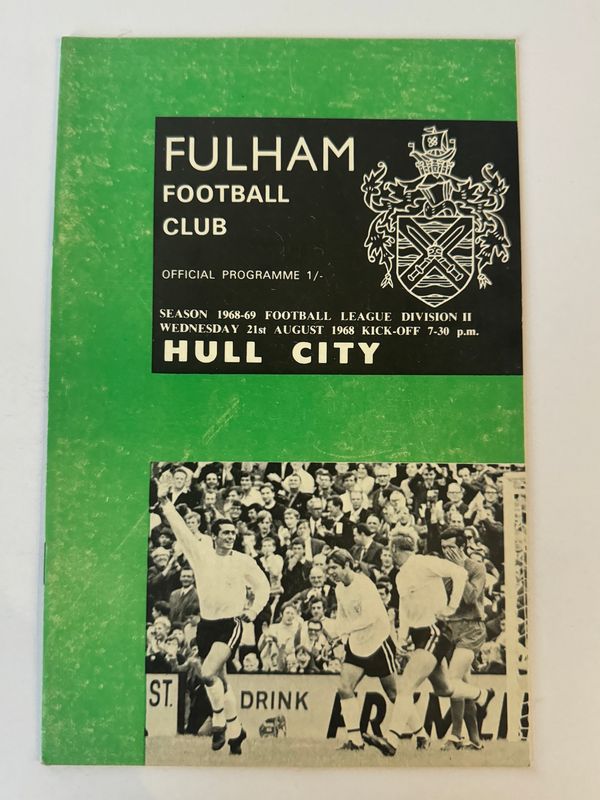 FULHAM
FOOTBALL
CLUB
OFFICIAL PROGRAMME 1/-
SEASON 1968-69 FOOTBALL LEAGUE DIVISION II
WEDNESDAY 21st AUGUST 1968 KICK-OFF 7-30 p.m.
HULL CITY
ST. DRINK